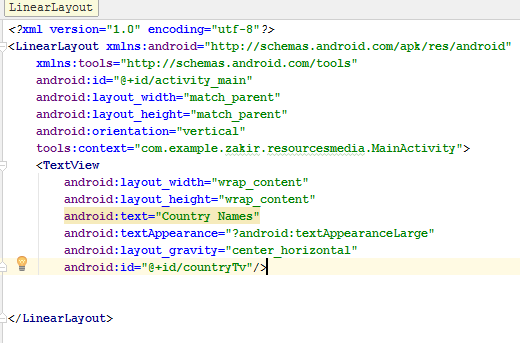 LinearLayout
<?xml version="1.0" encoding="utf-8"?>
<LinearLayout xmlns:android="http://schemas.android.com/apk/res/android"
    xmlns:tools="http://schemas.android.com/tools"
    android:id="@+id/activity_main"
    android:layout_width="match_parent"
    android:layout_height="match_parent"
    android:orientation="vertical"
    tools:context="com.example.zakir.resourcesmedia.MainActivity">
    <TextView
        android:layout_width="wrap_content"
        android:layout_height="wrap_content"
        android:text="Country Names"
        android:textAppearance="?android:textAppearanceLarge"
        android:layout_gravity="center_horizontal"
        android:id="@+id/countryTv"/>
</LinearLayout>